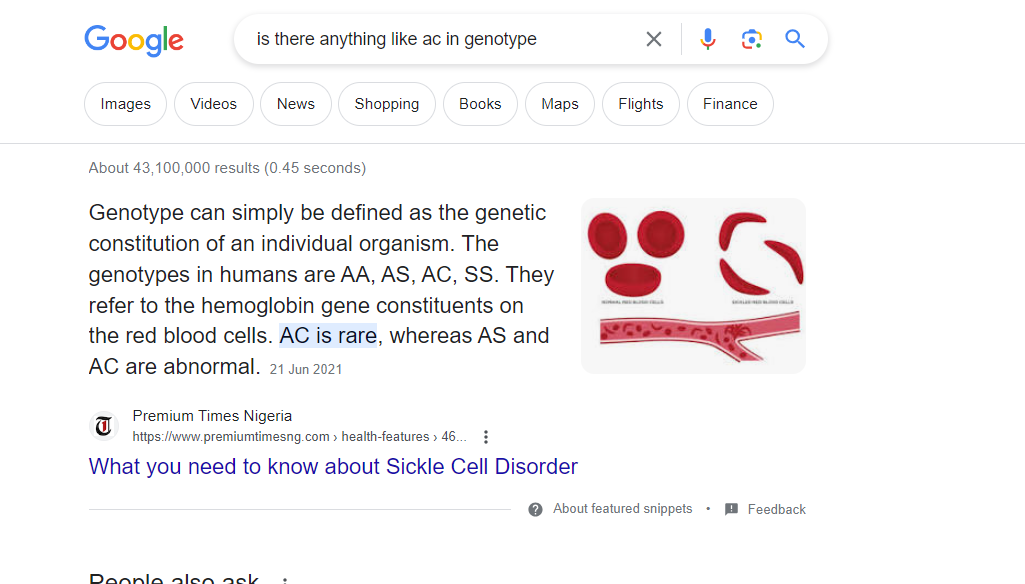 Google
is there anything like ac in genotype
Images
Videos
News
Shopping
Books
Maps
Flights
Finance
About 43,100,000 results (0.45 seconds)
Genotype can simply be defined as the genetic
constitution of an individual organism. The
genotypes in humans are AA, AS, AC, SS. They
refer to the hemoglobin gene constituents on
the red blood cells. AC is rare, whereas AS and
AC are abnormal. 21 Jun 2021
NORMAL RED BLOOD CELLS
SICKLED RED BLOOD CELLS
Premium Times Nigeria
https://www.premiumtimesng.com › health-features › 46...
What you need to know about Sickle Cell Disorder
About featured snippets • Feedback
People also ask